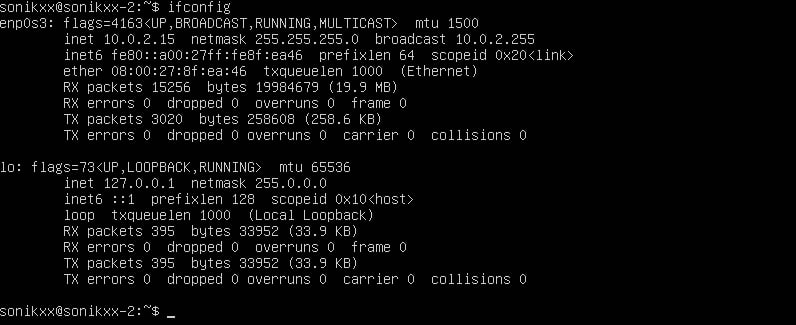 sonikxx@sonikxx-2:~$ ifconfig
enp0s3: flags=4163<UP,BROADCAST,RUNNING,MULTICAST>  mtu 1500
        inet 10.0.2.15  netmask 255.255.255.0  broadcast 10.0.2.255
        inet6 fe80::a00:27ff:fe8f:ea46  prefixlen 64  scopeid 0x20<link>
        ether 08:00:27:8f:ea:46  txqueuelen 1000  (Ethernet)
        RX packets 15256  bytes 19984679 (19.9 MB)
        RX errors 0  dropped 0  overruns 0  frame 0
        TX packets 3020  bytes 258608 (258.6 KB)
        TX errors 0  dropped 0 overruns 0  carrier 0  collisions 0

lo: flags=73<UP,LOOPBACK,RUNNING>  mtu 65536
        inet 127.0.0.1  netmask 255.0.0.0
        inet6 ::1  prefixlen 128  scopeid 0x10<host>
        loop  txqueuelen 1000  (Local Loopback)
        RX packets 395  bytes 33952 (33.9 KB)
        RX errors 0  dropped 0  overruns 0  frame 0
        TX packets 395  bytes 33952 (33.9 KB)
        TX errors 0  dropped 0 overruns 0  carrier 0  collisions 0

sonikxx@sonikxx-2:~$ _